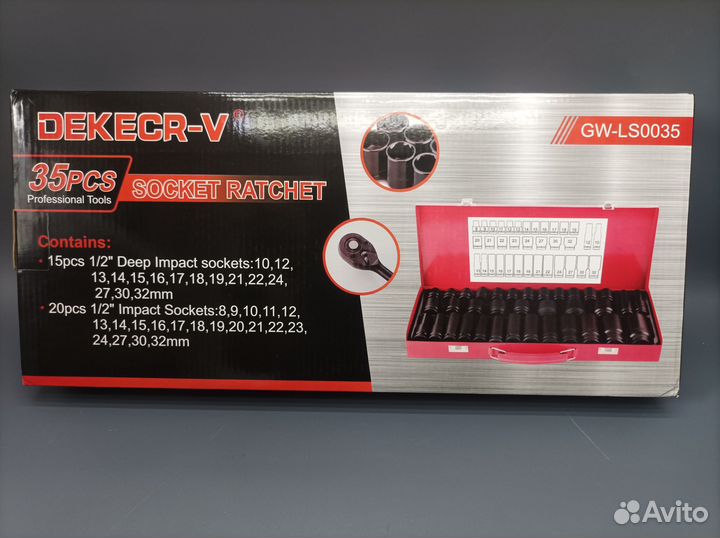 DEKECR-V®
GW-LS0035
35PCS
Professional Tools
SOCKET RATCHET
Contains:
· 15pcs 1/2" Deep Impact sockets:10,12,
13,14,15,16,17,18,19,21,22,24,
27,30,32mm
· 20pcs 1/2" Impact Sockets:8,9,10,11,12,
13,14,15,16,17,18,19,20,21,22,23,
24,27,30,32mm
Avito